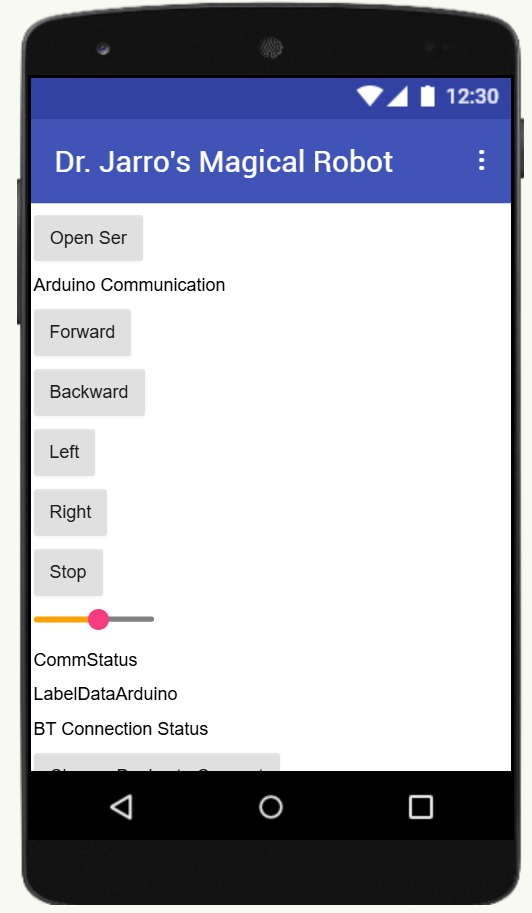 12:30
Dr. Jarro's Magical Robot
Open Ser
Arduino Communication
Forward
Backward
Left
Right
Stop
CommStatus
LabelDataArduino
BT Connection Status